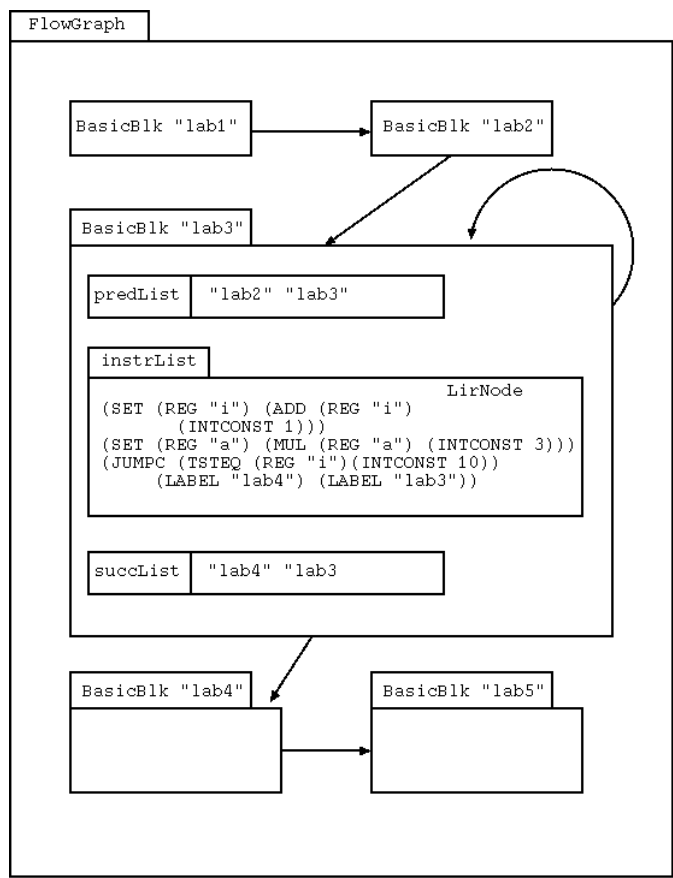 FlowGraph
BasicBlk "lab1"
BasicBlk "lab2"
BasicBlk "lab3"
predList "lab2" "lab3"
instrList
LirNode
(SET (REG "i") (ADD (REG "i")
(INTCONST 1)))
(SET (REG "a") (MUL (REG "a") (INTCONST 3)))
(JUMPC (TSTEQ (REG "i")(INTCONST 10))
(LABEL "lab4") (LABEL "lab3"))
succList "lab4" "lab3
BasicBlk "lab4"
BasicBlk "lab5"